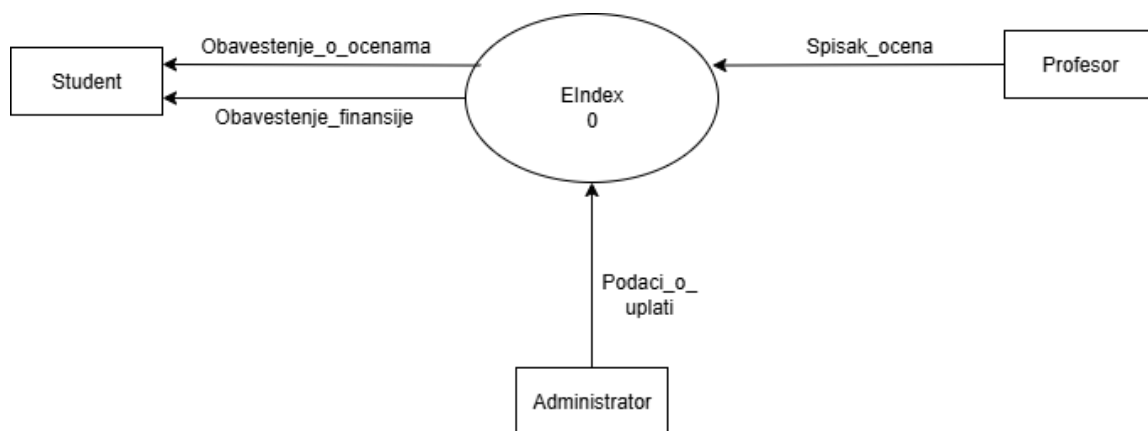 Obavestenje_o_ocenama
Spisak_ocena
Student
Profesor
EIndex
0
Obavestenje_finansije
Podaci_o_
uplati
Administrator